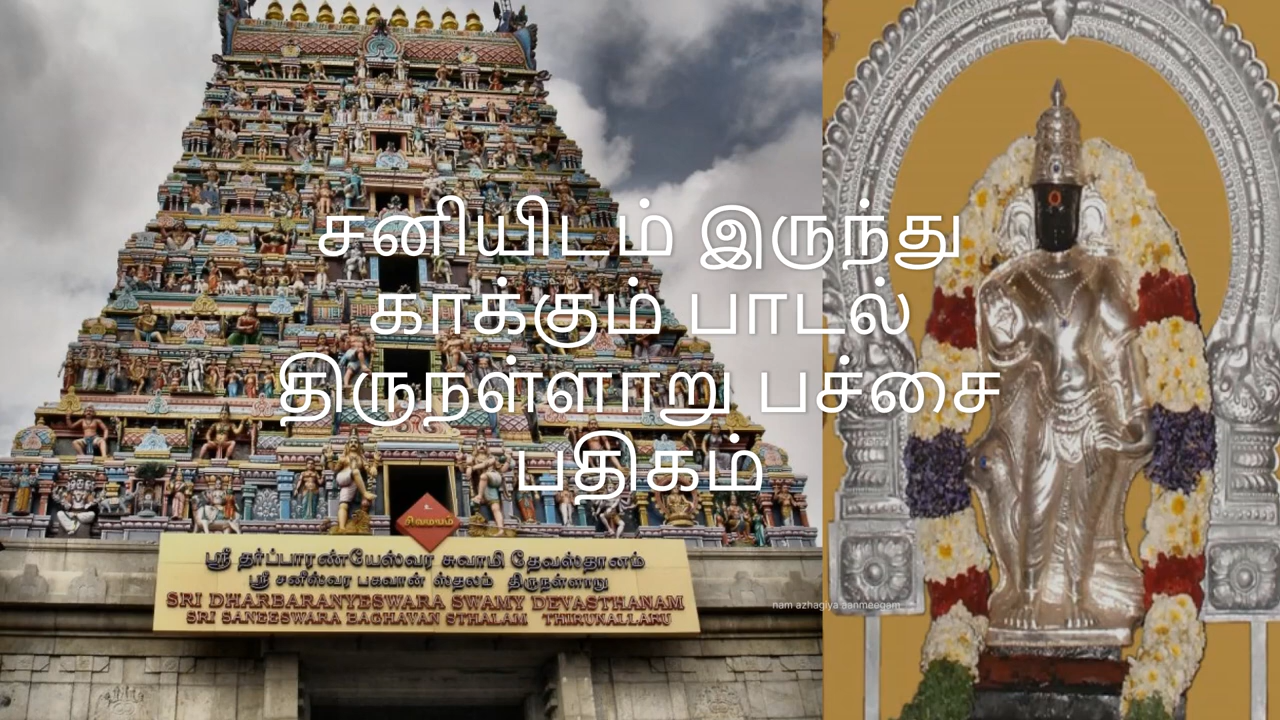 சனியிடம் இருந்து
காக்கும் பாடல்
திருநள்ளாறு பச்சை
பதிகம்
உ
சிவமயம்
ஸ்ரீ தர்ப்பாரண்யேஸ்வர சுவாமி தேவஸ்தானம்
ஸ்ரீ சனீஸ்வர பகவான் ஸ்தலம் திருநள்ளாறு
SRI DHARBARANYESWARA SWAMY DEVASTHANAM
SRI SANEESWARA BAGHAVAN STHALAM THIRUNALLARU
nam azhagiya aanmeegam